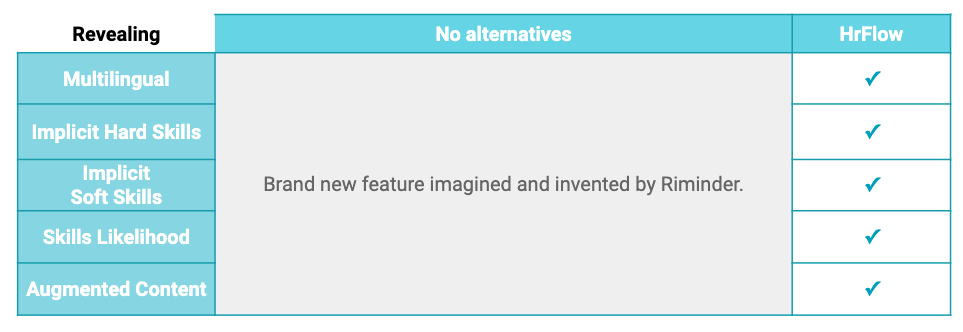 Revealing No alternatives HrFlow
Multilingual ✓
Implicit Hard Skills ✓
Implicit
Soft Skills
Brand new feature imagined and invented by Riminder. ✓
Skills Likelihood ✓
Augmented Content ✓